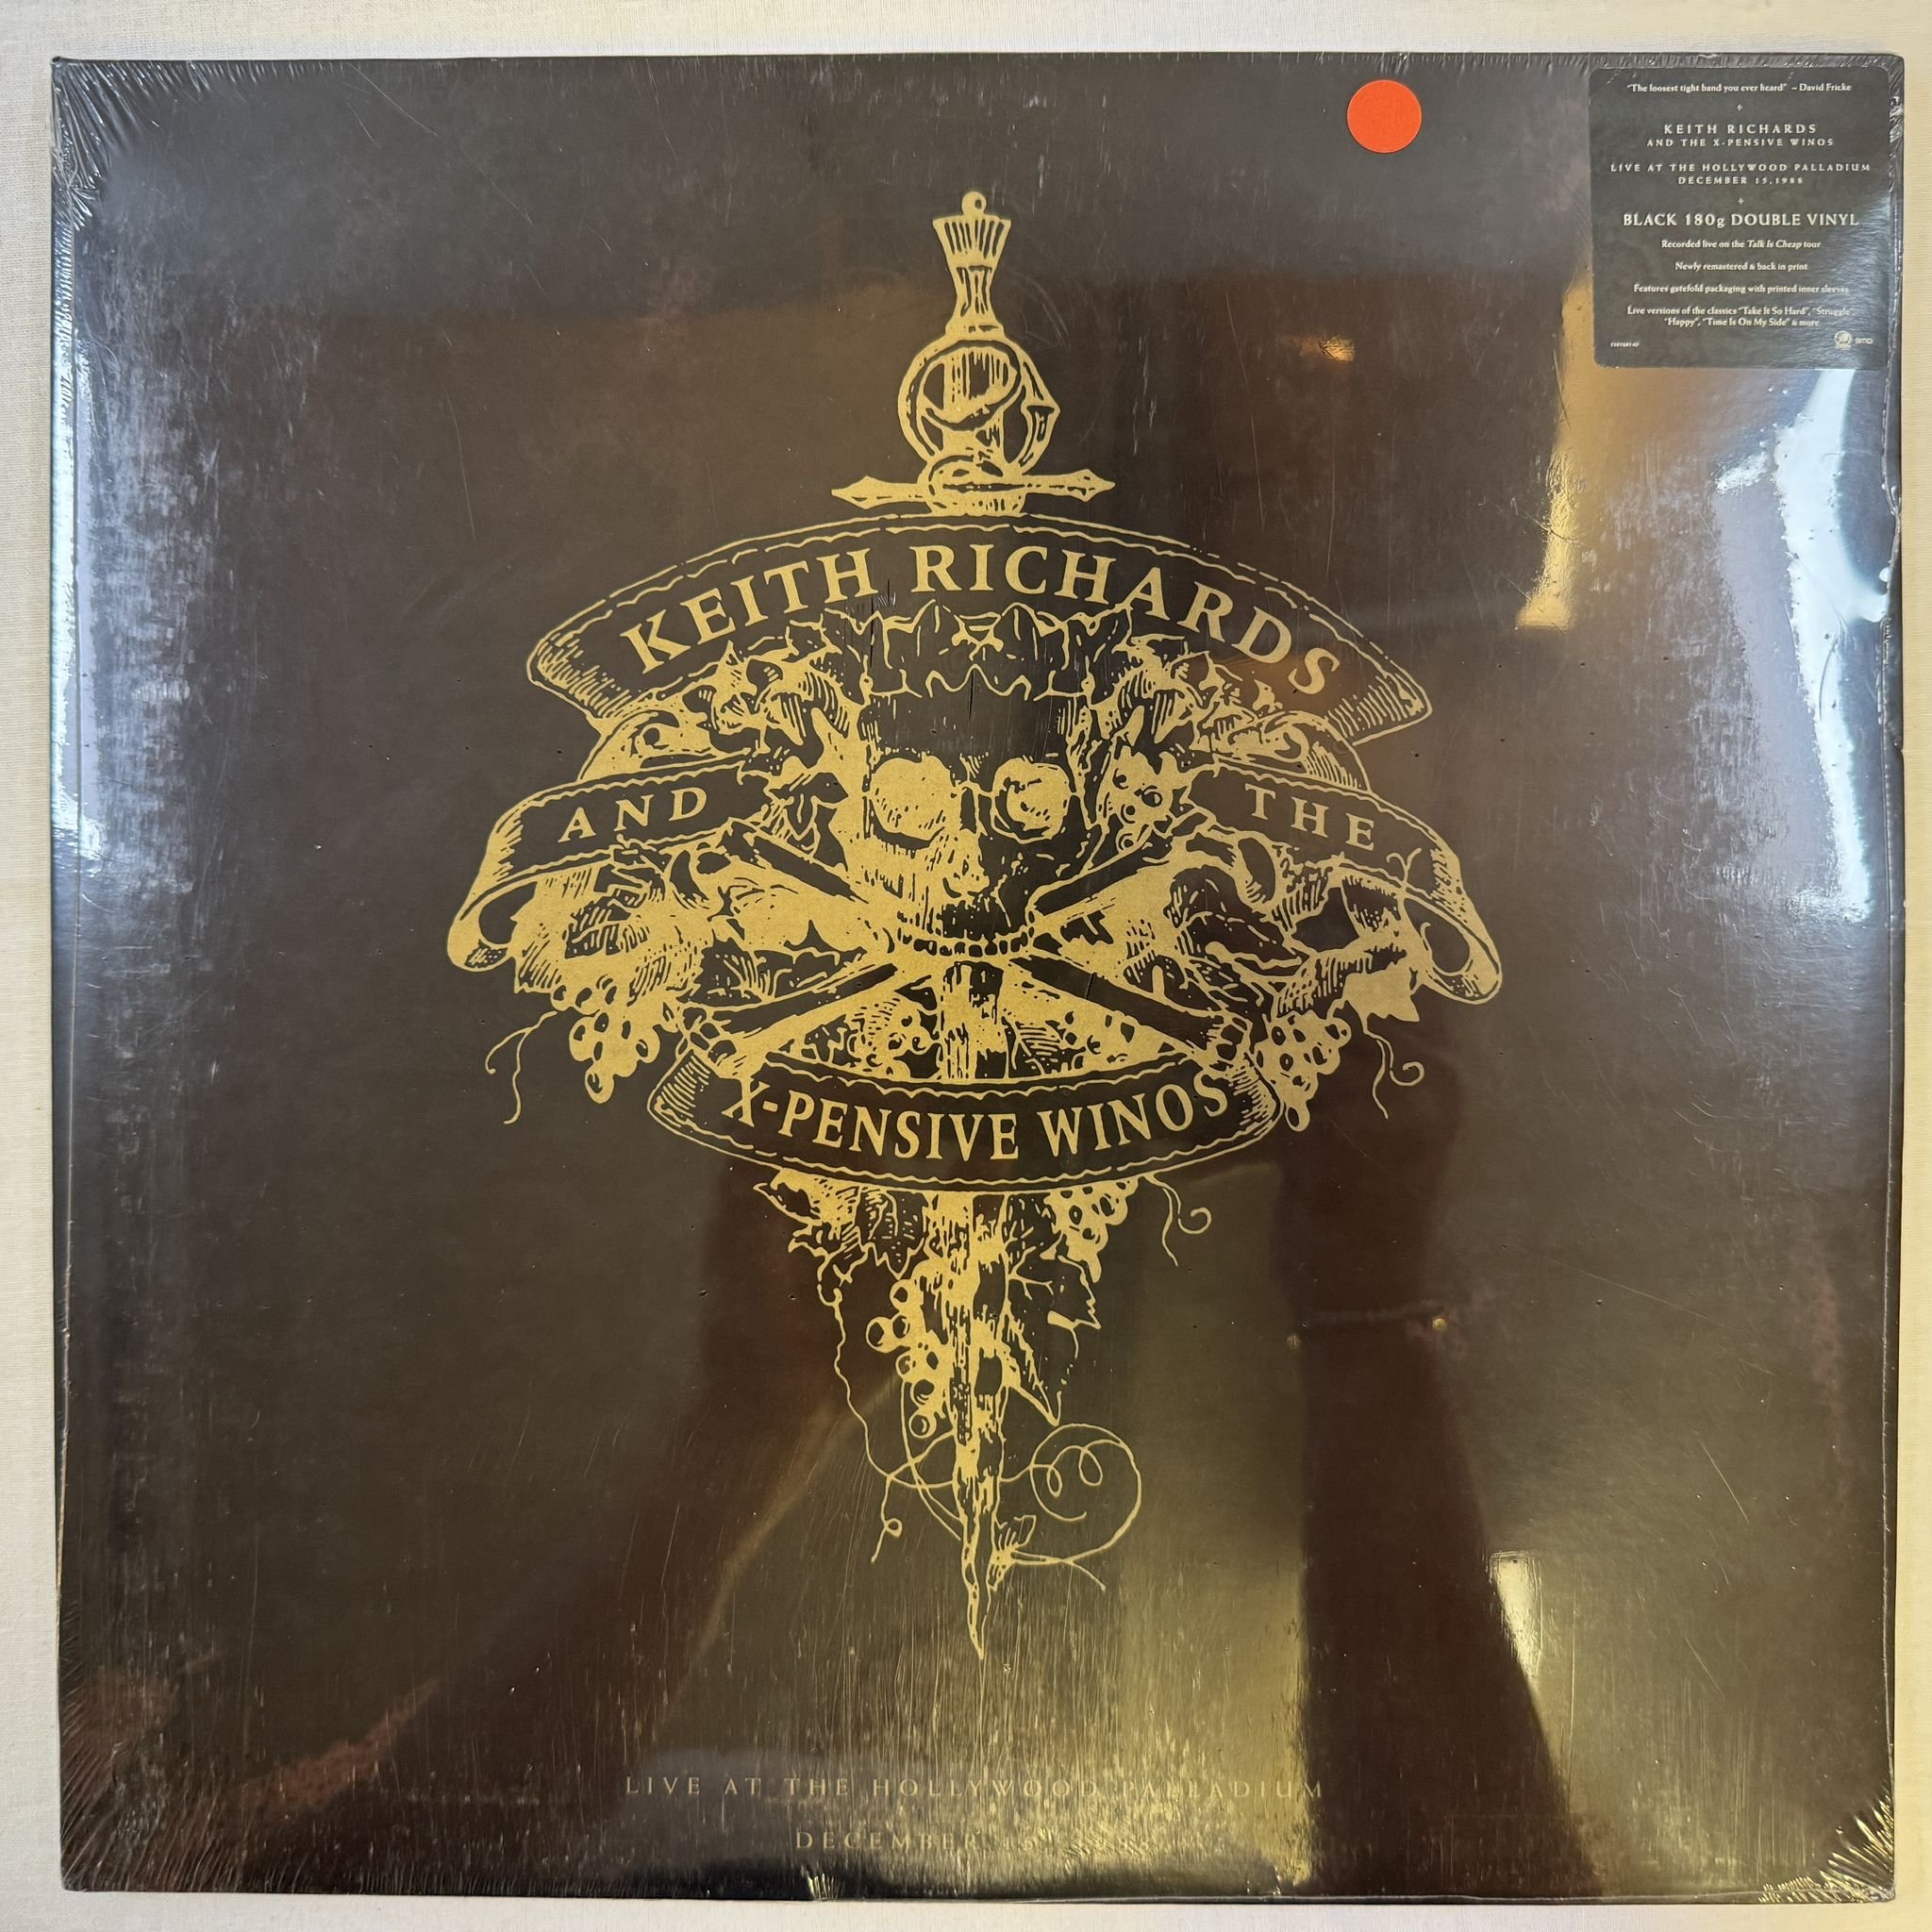 "The loosest tight band you ever heard" – David Fricke
KEITH RICHARDS
AND THE X-PENSIVE WINOS
LIVE AT THE HOLLYWOOD PALLADIUM
DECEMBER 15, 1988
BLACK 180g DOUBLE VINYL
Recorded live on the Talk Is Cheap tour
Newly remastered & back in print
Features gatefold packaging with printed inner sleeves
Live versions of the classics "Take It So Hard", "Struggle",
"Happy", "Time Is On My Side" & more
BMG
KEITH RICHARDS
AND THE
X-PENSIVE WINOS
LIVE AT THE HOLLYWOOD PALLADIUM
DECEMBER